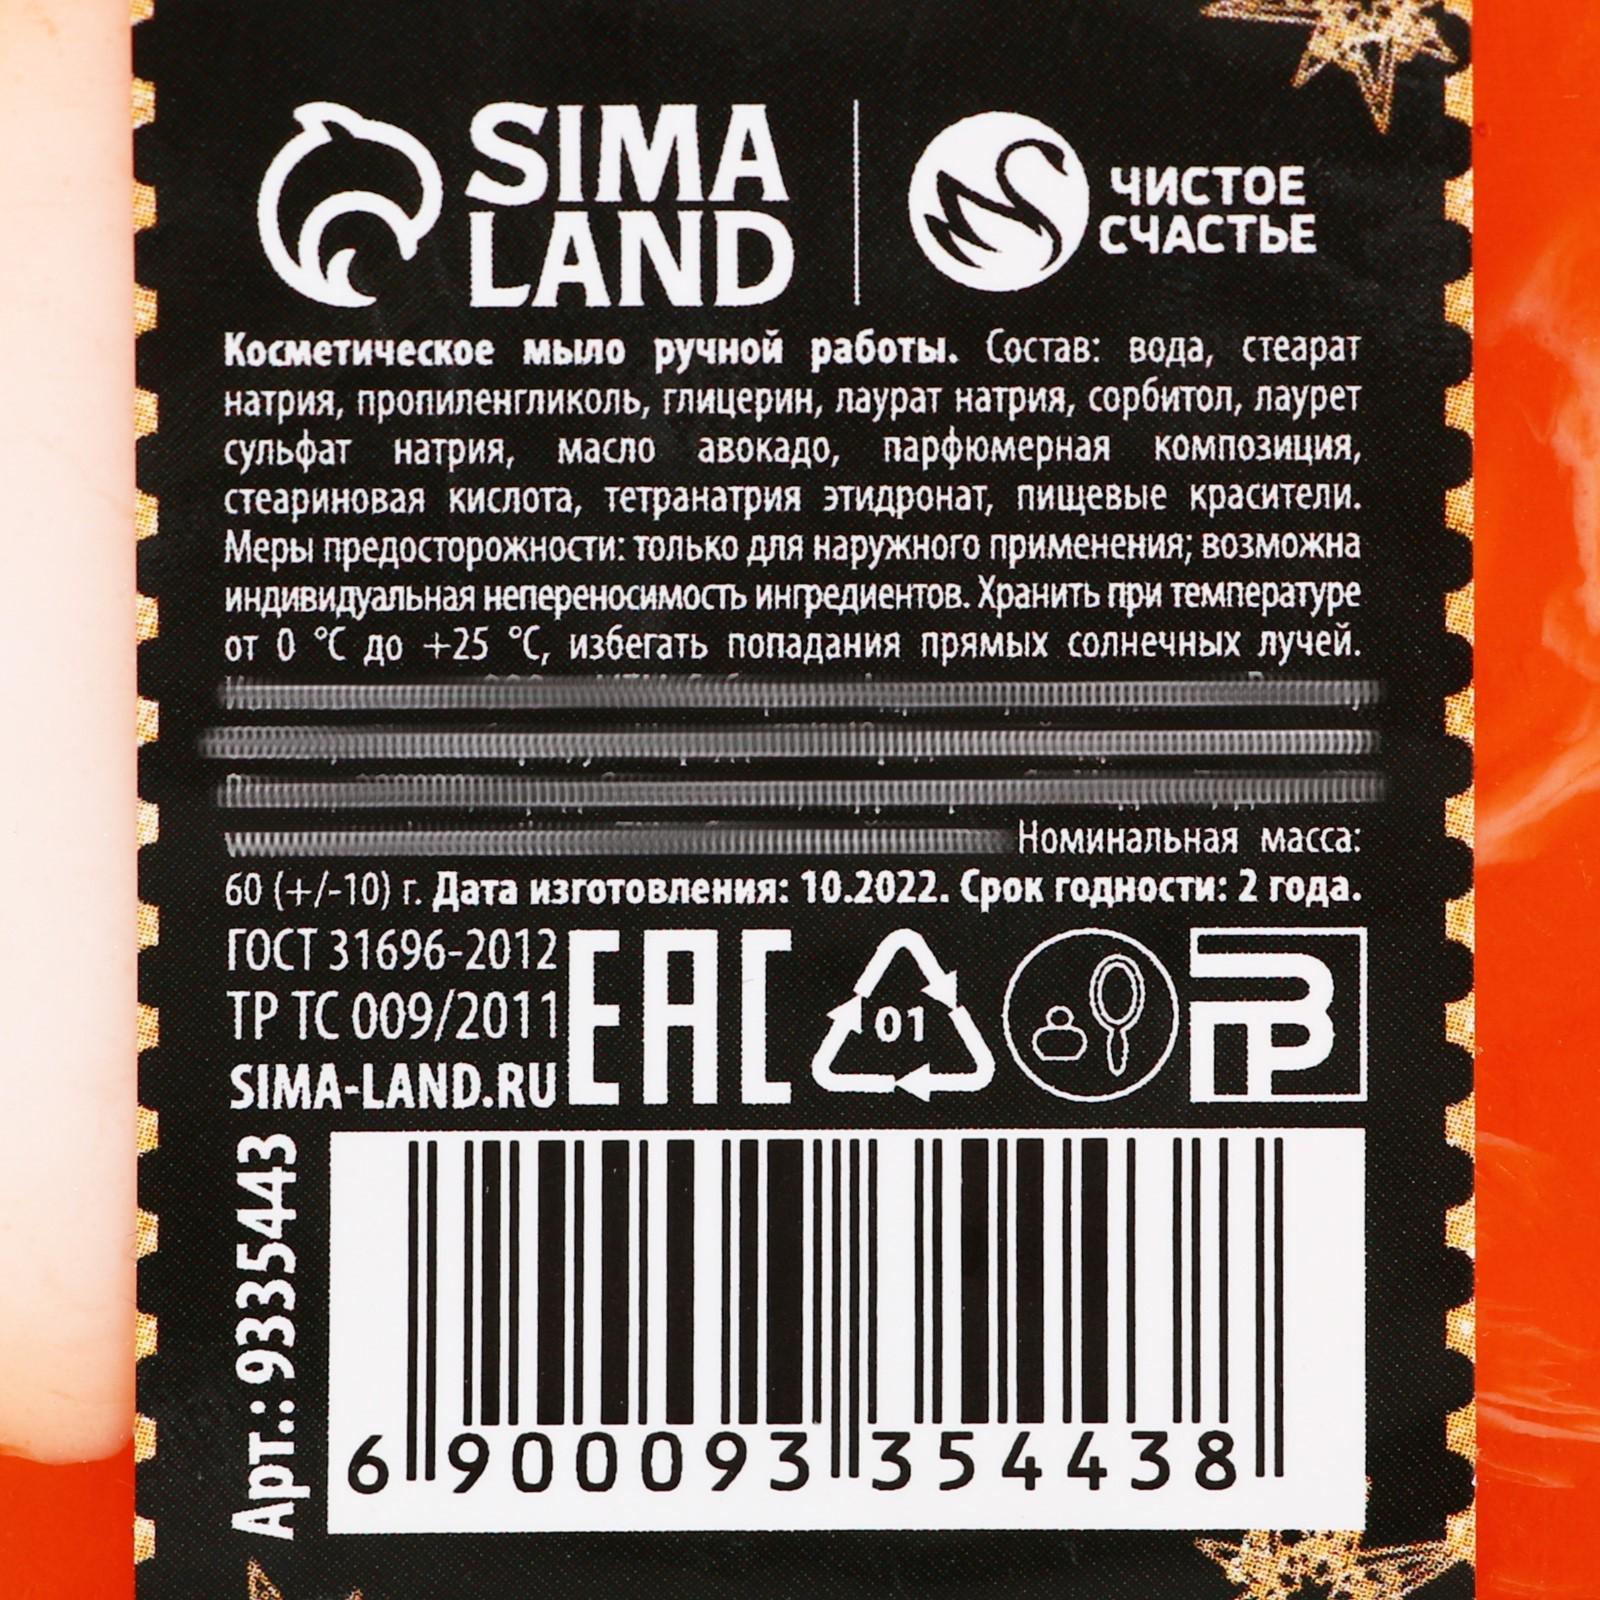 SIMA
LAND
ЧИСТОЕ
СЧАСТЬЕ
Косметическое мыло ручной работы. Состав: вода, стеарат
натрия, пропиленгликоль, глицерин, лаурат натрия, сорбитол, лаурет
сульфат натрия, масло авокадо, парфюмерная композиция,
стеариновая кислота, тетранатрия этидронат, пищевые красители.
Меры предосторожности: только для наружного применения; возможна
индивидуальная непереносимость ингредиентов. Хранить при температуре
от 0 °C до +25 °C, избегать попадания прямых солнечных лучей.
Номинальная масса:
60 (+/-10) г. Дата изготовления: 10.2022. Срок годности: 2 года.
ГОСТ 31696-2012
ТР ТС 009/2011
SIMA-LAND.RU
EAC
01
Арт.: 9335443
6 900093 354438